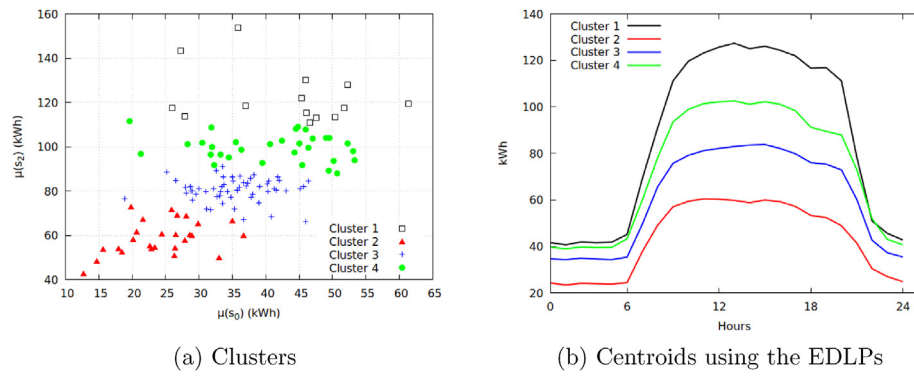 160
140
120
100
80
60
40
μ(s₂) (kWh)
10 15 20 25 30 35 40 45 50 55 60 65
μ(s₀) (kWh)
Cluster 1
Cluster 2
Cluster 3
Cluster 4
(a) Clusters
140
120
100
80
60
40
20
kWh
0 6 12 18 24
Hours
Cluster 1
Cluster 2
Cluster 3
Cluster 4
(b) Centroids using the EDLPs